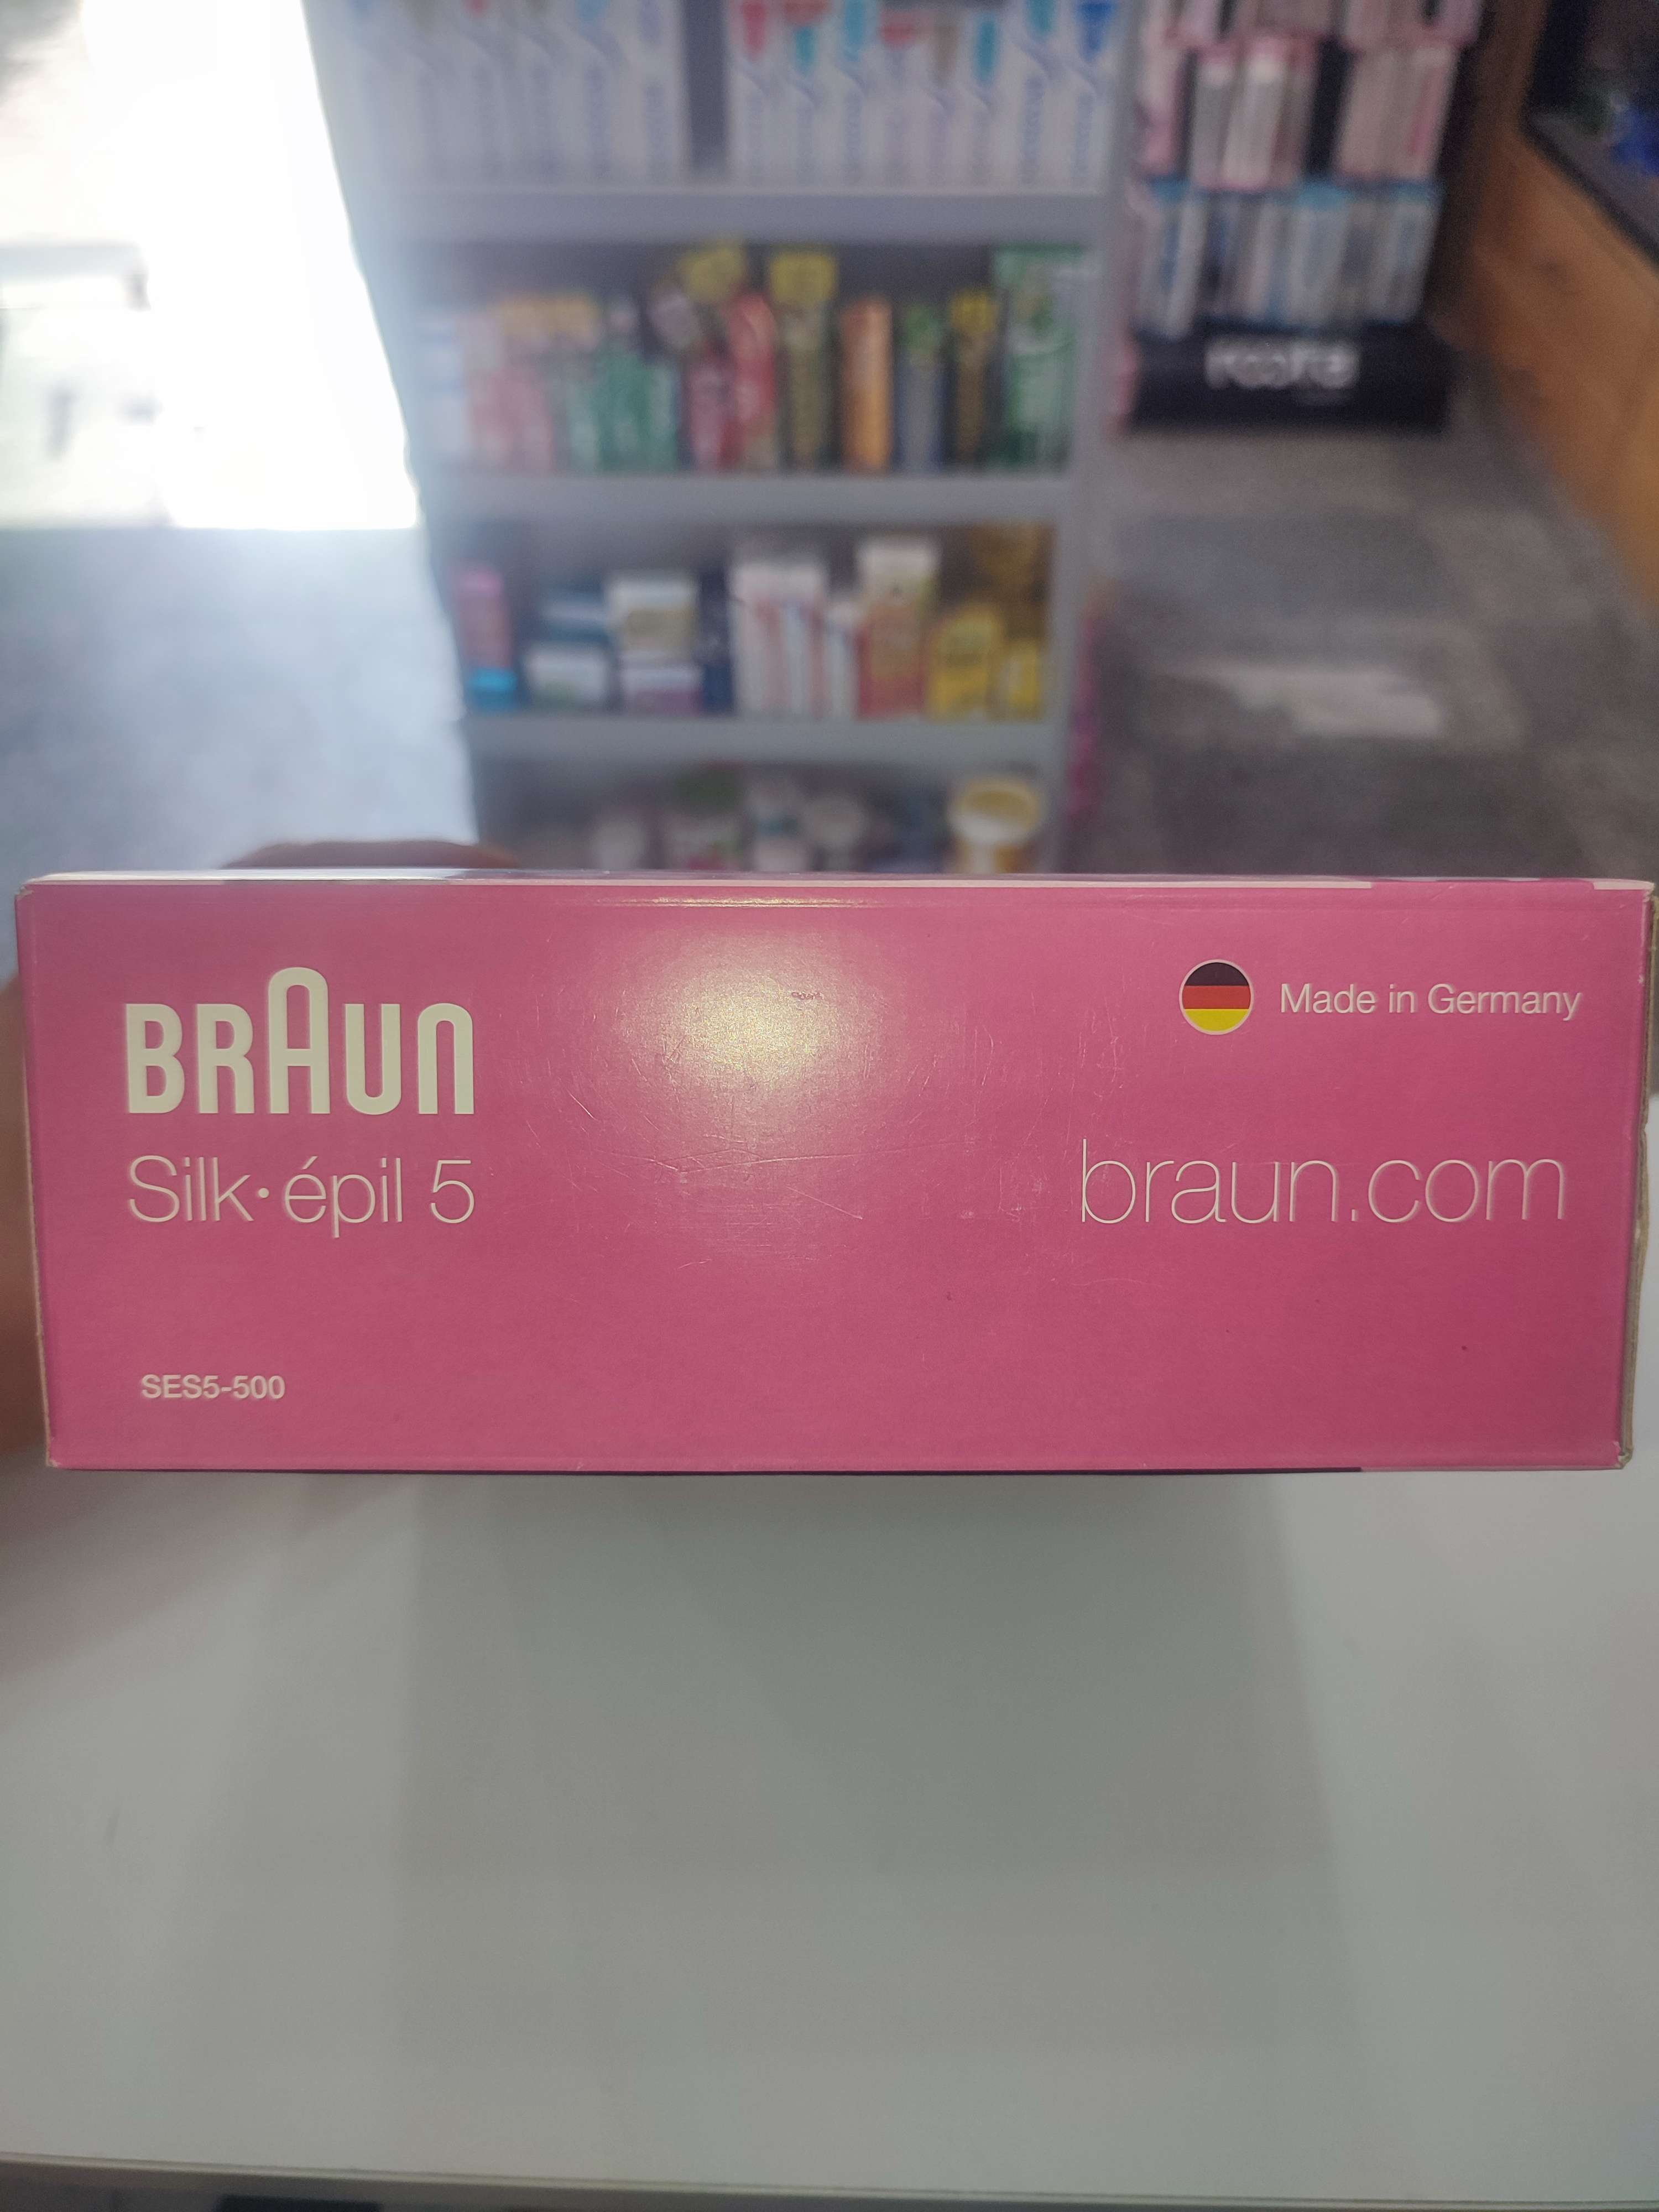 BRAUN
Silk·épil 5
SES5-500
Made in Germany
braun.com